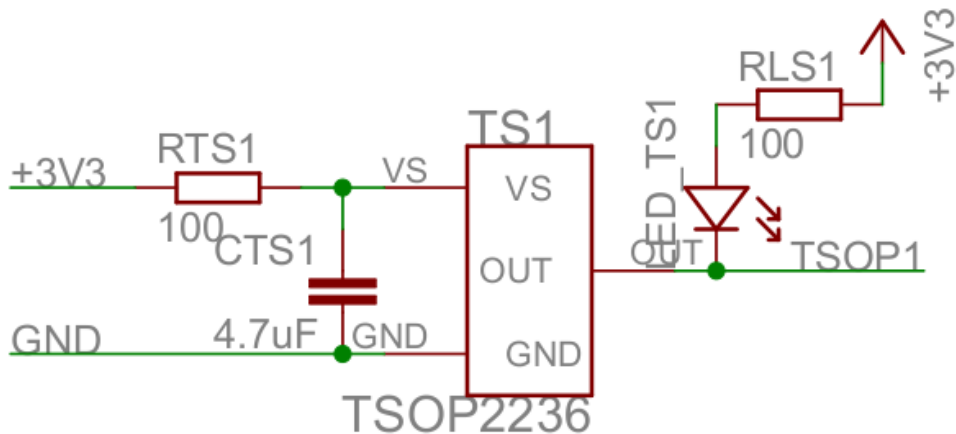 +3V3
RLS1
100
LED_TS1
TS1
RTS1
+3V3
100
VS
VS
CTS1
OUT
OUT
TSOP1
4.7uF
GND
GND
GND
TSOP2236